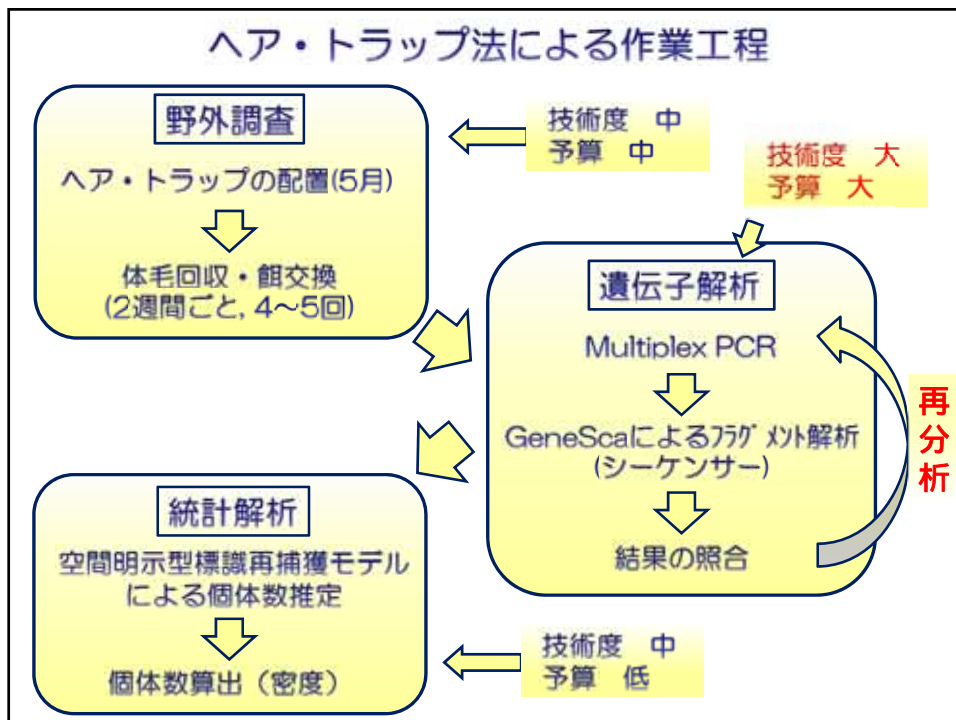 ヘア・トラップ法による作業工程
野外調査
ヘア・トラップの配置(5月)
体毛回収・餌交換
(2週間ごと, 4～5回)
技術度　中
予算　中
技術度　大
予算　大
遺伝子解析
Multiplex PCR
GeneScaによるﾌﾗｸﾞﾒﾝﾄ解析
(シーケンサー)
結果の照合
再
分
析
統計解析
空間明示型標識再捕獲モデル
による個体数推定
個体数算出（密度）
技術度　中
予算　低